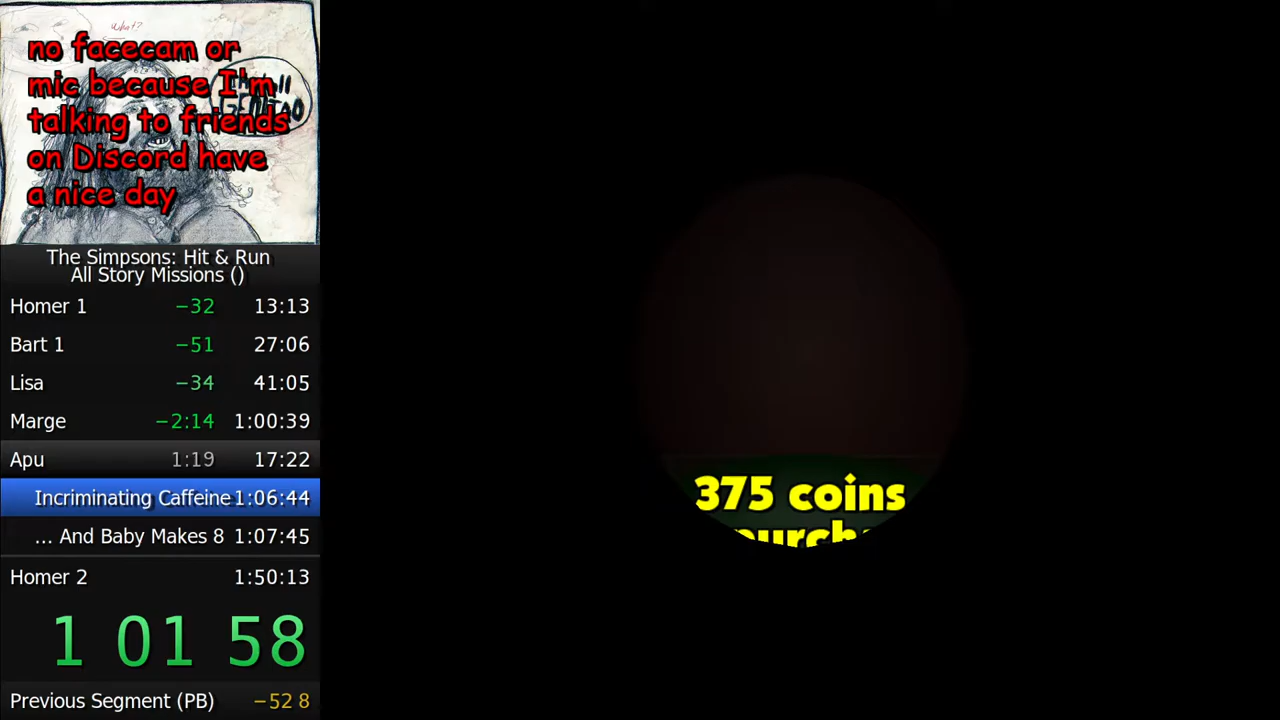 What?
no facecam or
mic because I'm
talking to friends
on Discord have
a nice day
The Simpsons: Hit & Run
All Story Missions ()
Homer 1 −32 13:13
Bart 1 −51 27:06
Lisa −34 41:05
Marge −2:14 1:00:39
Apu 1:19 17:22
Incriminating Caffeine 1:06:44
... And Baby Makes 8 1:07:45
Homer 2 1:50:13
1 01 58
Previous Segment (PB) −52 8
375 coins